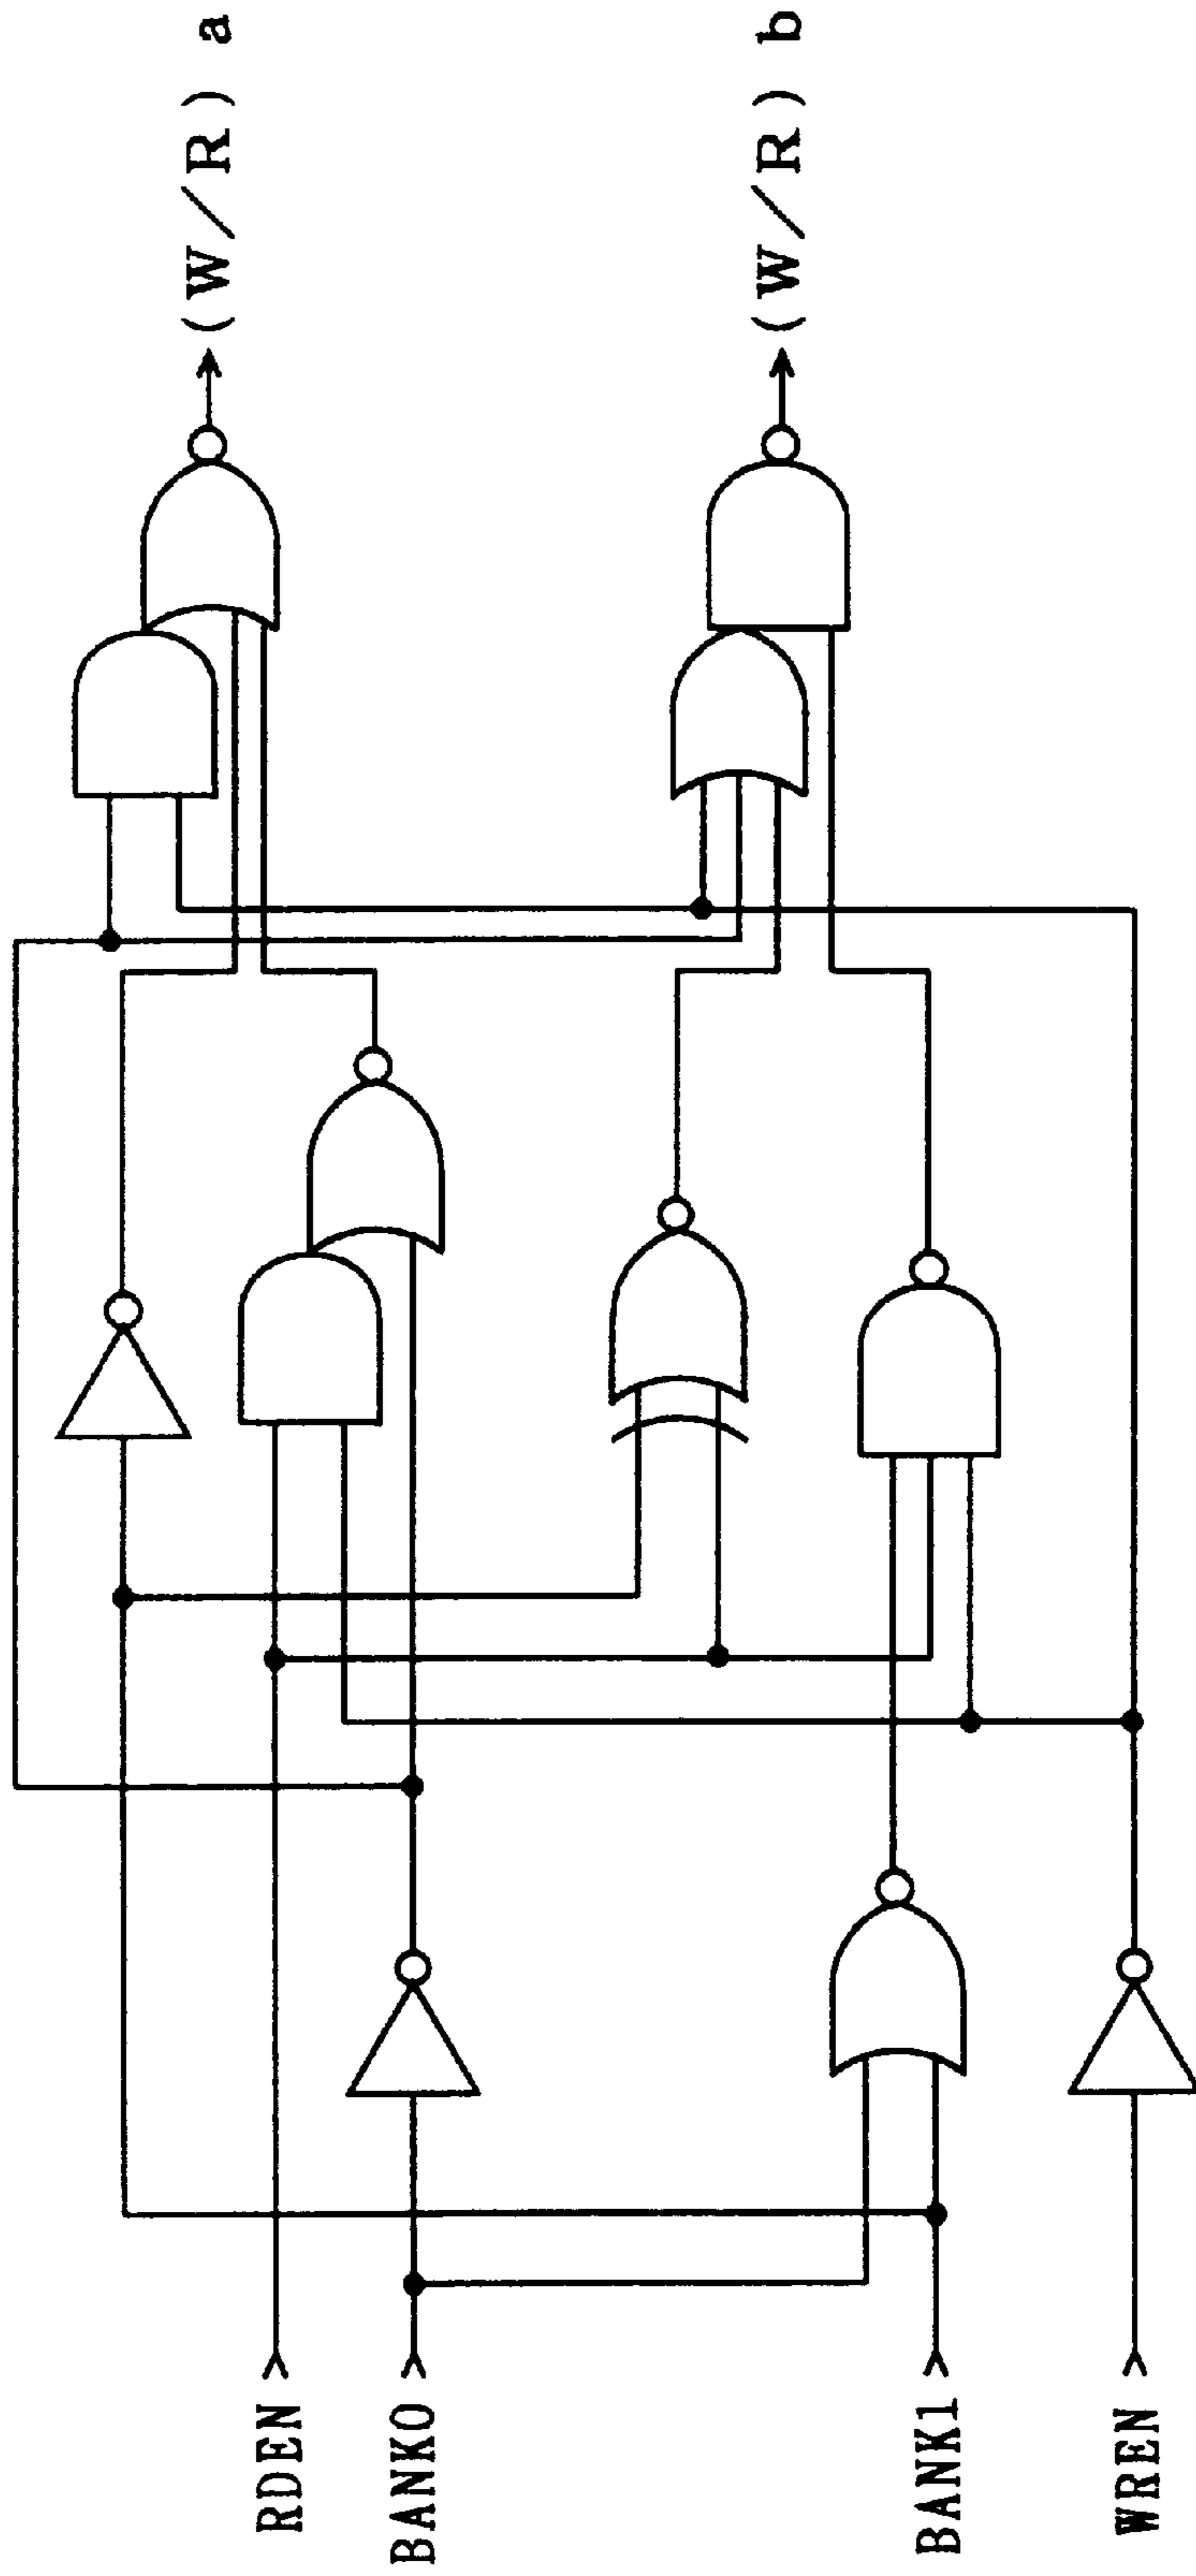 RDEN
BANK0
BANK1
WREN
(W/R) a
(W/R) b